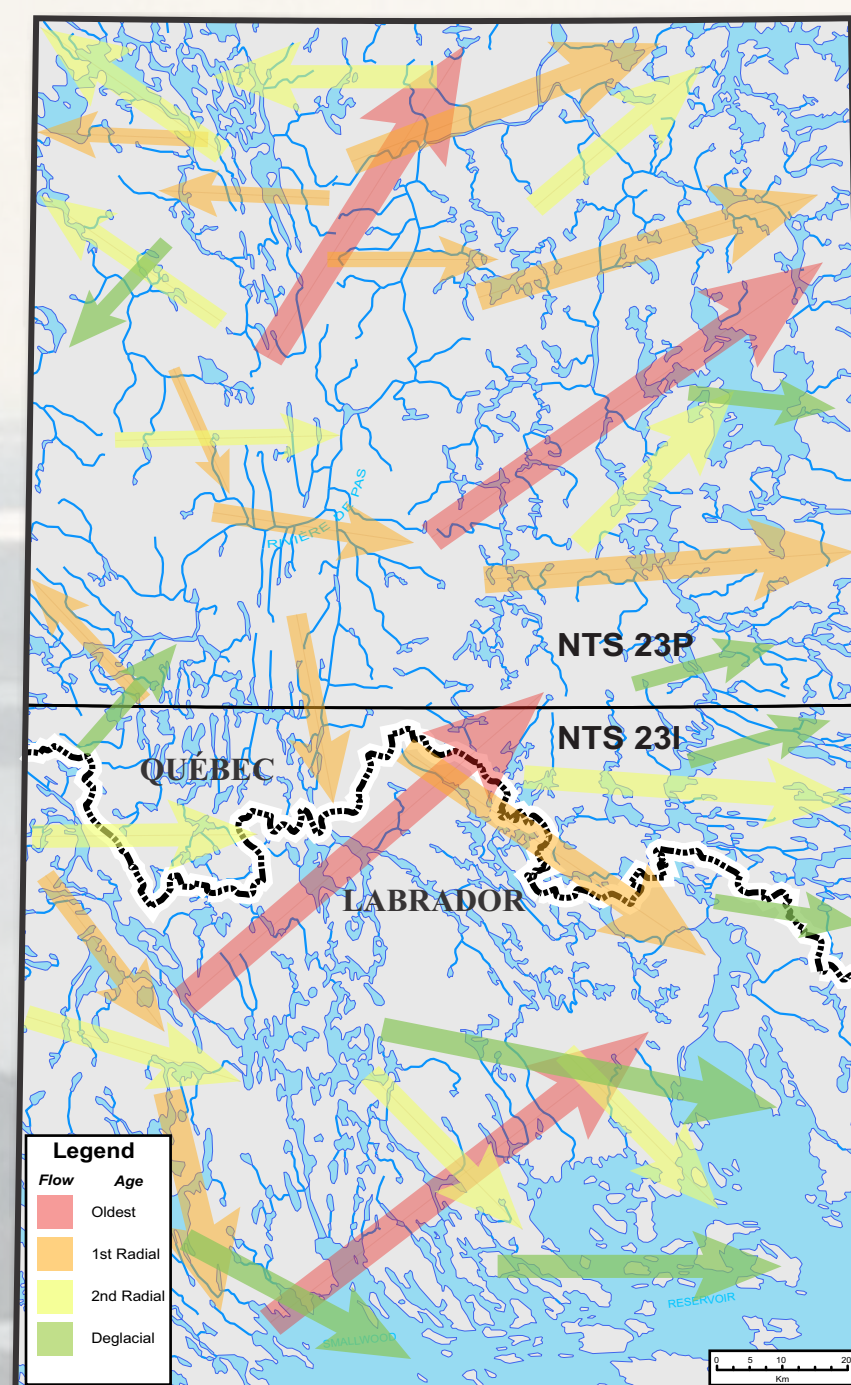 RIVIÈRE DE PAS
NTS 23P
NTS 23I
QUÉBEC
LABRADOR
Legend
Flow Age
Oldest
1st Radial
2nd Radial
Deglacial
RESERVOIR
SMALLWOOD
0 5 10 20
Km